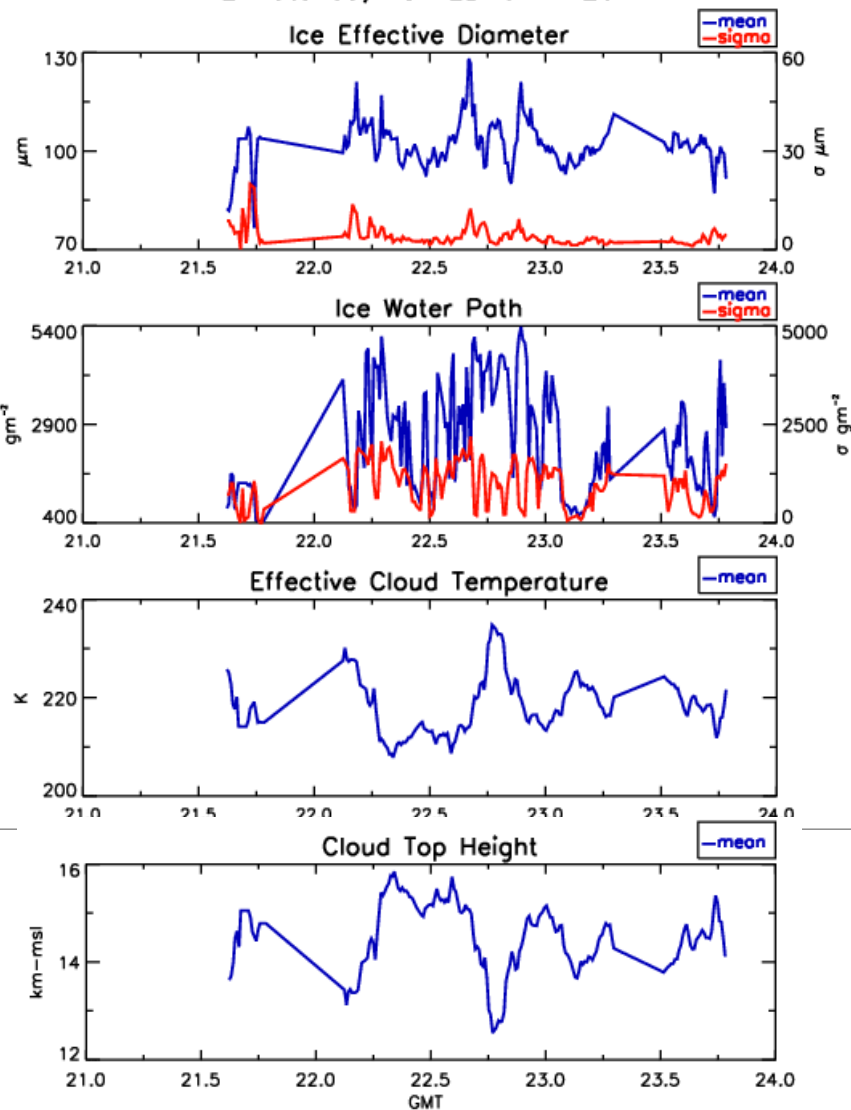 Ice Effective Diameter
mean
sigma
130
100
70
μm
60
30
0
σ μm
21.0 21.5 22.0 22.5 23.0 23.5 24.0
Ice Water Path
mean
sigma
5400
2900
400
gm⁻²
5000
2500
0
σ gm⁻²
21.0 21.5 22.0 22.5 23.0 23.5 24.0
Effective Cloud Temperature
mean
240
220
200
K
21.0 21.5 22.0 22.5 23.0 23.5 24.0
Cloud Top Height
mean
16
14
12
km-msl
21.0 21.5 22.0 22.5 23.0 23.5 24.0
GMT